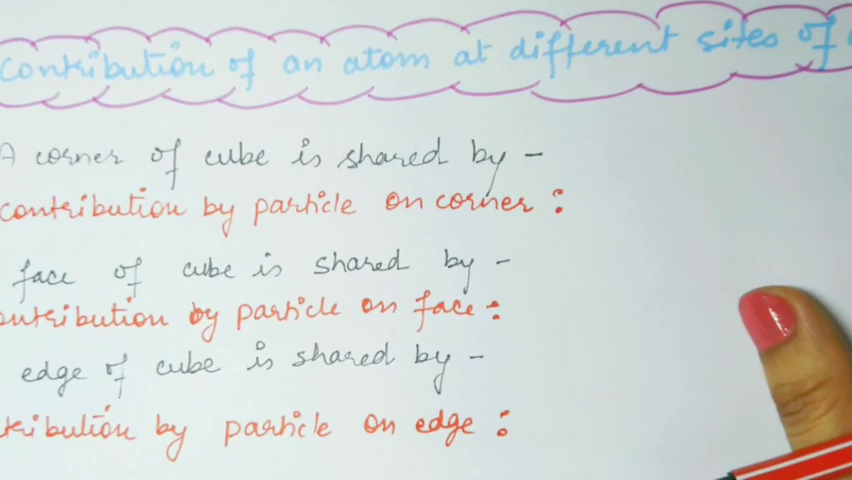 contribution of an atom at different sites of
A corner of cube is shared by -
contribution by particle on corner :
face of cube is shared by -
ontribution by particle on face :
edge of cube is shared by -
tribution by particle on edge :